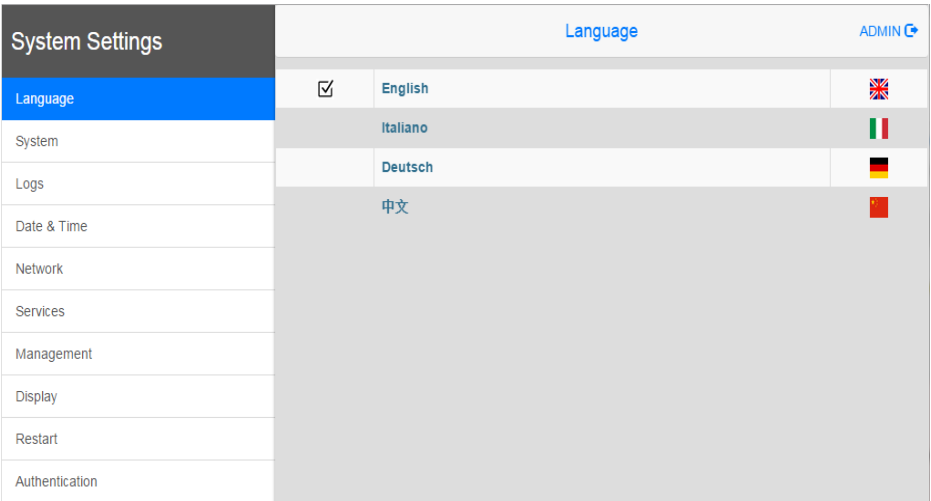 System Settings
Language
System
Logs
Date & Time
Network
Services
Management
Display
Restart
Authentication
Language
ADMIN
English
Italiano
Deutsch
中文